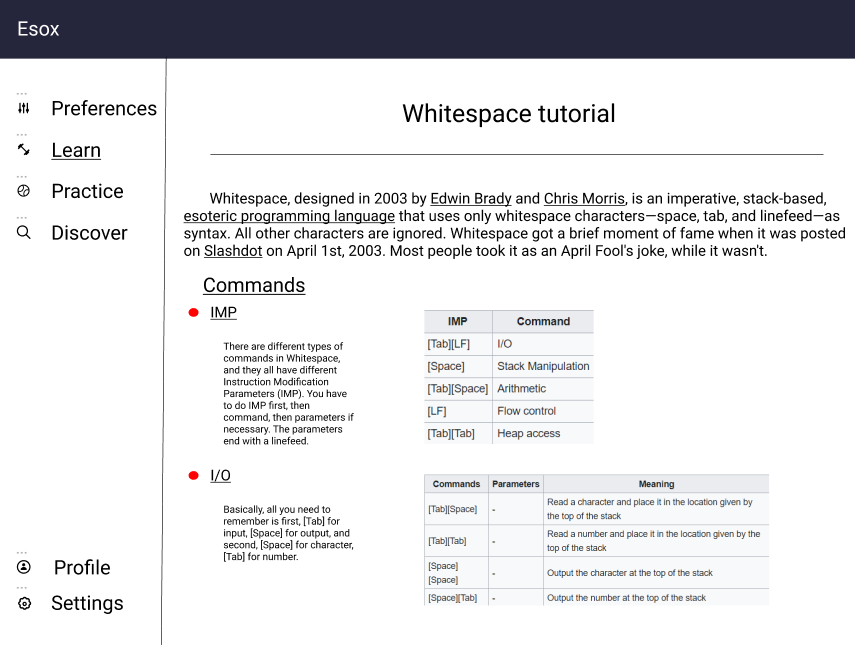 Esox
Preferences
Learn
Practice
Discover
Profile
Settings
Whitespace tutorial
Whitespace, designed in 2003 by Edwin Brady and Chris Morris, is an imperative, stack-based,
esoteric programming language that uses only whitespace characters—space, tab, and linefeed—as
syntax. All other characters are ignored. Whitespace got a brief moment of fame when it was posted
on Slashdot on April 1st, 2003. Most people took it as an April Fool's joke, while it wasn't.
Commands
IMP
There are different types of
commands in Whitespace,
and they all have different
Instruction Modification
Parameters (IMP). You have
to do IMP first, then
command, then parameters if
necessary. The parameters
end with a linefeed.
IMP Command
[Tab][LF] I/O
[Space] Stack Manipulation
[Tab][Space] Arithmetic
[LF] Flow control
[Tab][Tab] Heap access
I/O
Basically, all you need to
remember is first, [Tab] for
input, [Space] for output, and
second, [Space] for character,
[Tab] for number.
Commands Parameters Meaning
[Tab][Space] - Read a character and place it in the location given by
the top of the stack
[Tab][Tab] - Read a number and place it in the location given by the
top of the stack
[Space]
[Space] - Output the character at the top of the stack
[Space][Tab] - Output the number at the top of the stack